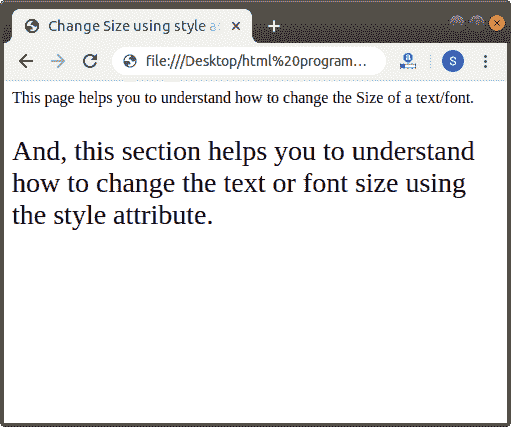 Change Size using style a
file:///Desktop/html%20program...
S
This page helps you to understand how to change the Size of a text/font.
And, this section helps you to understand
how to change the text or font size using
the style attribute.